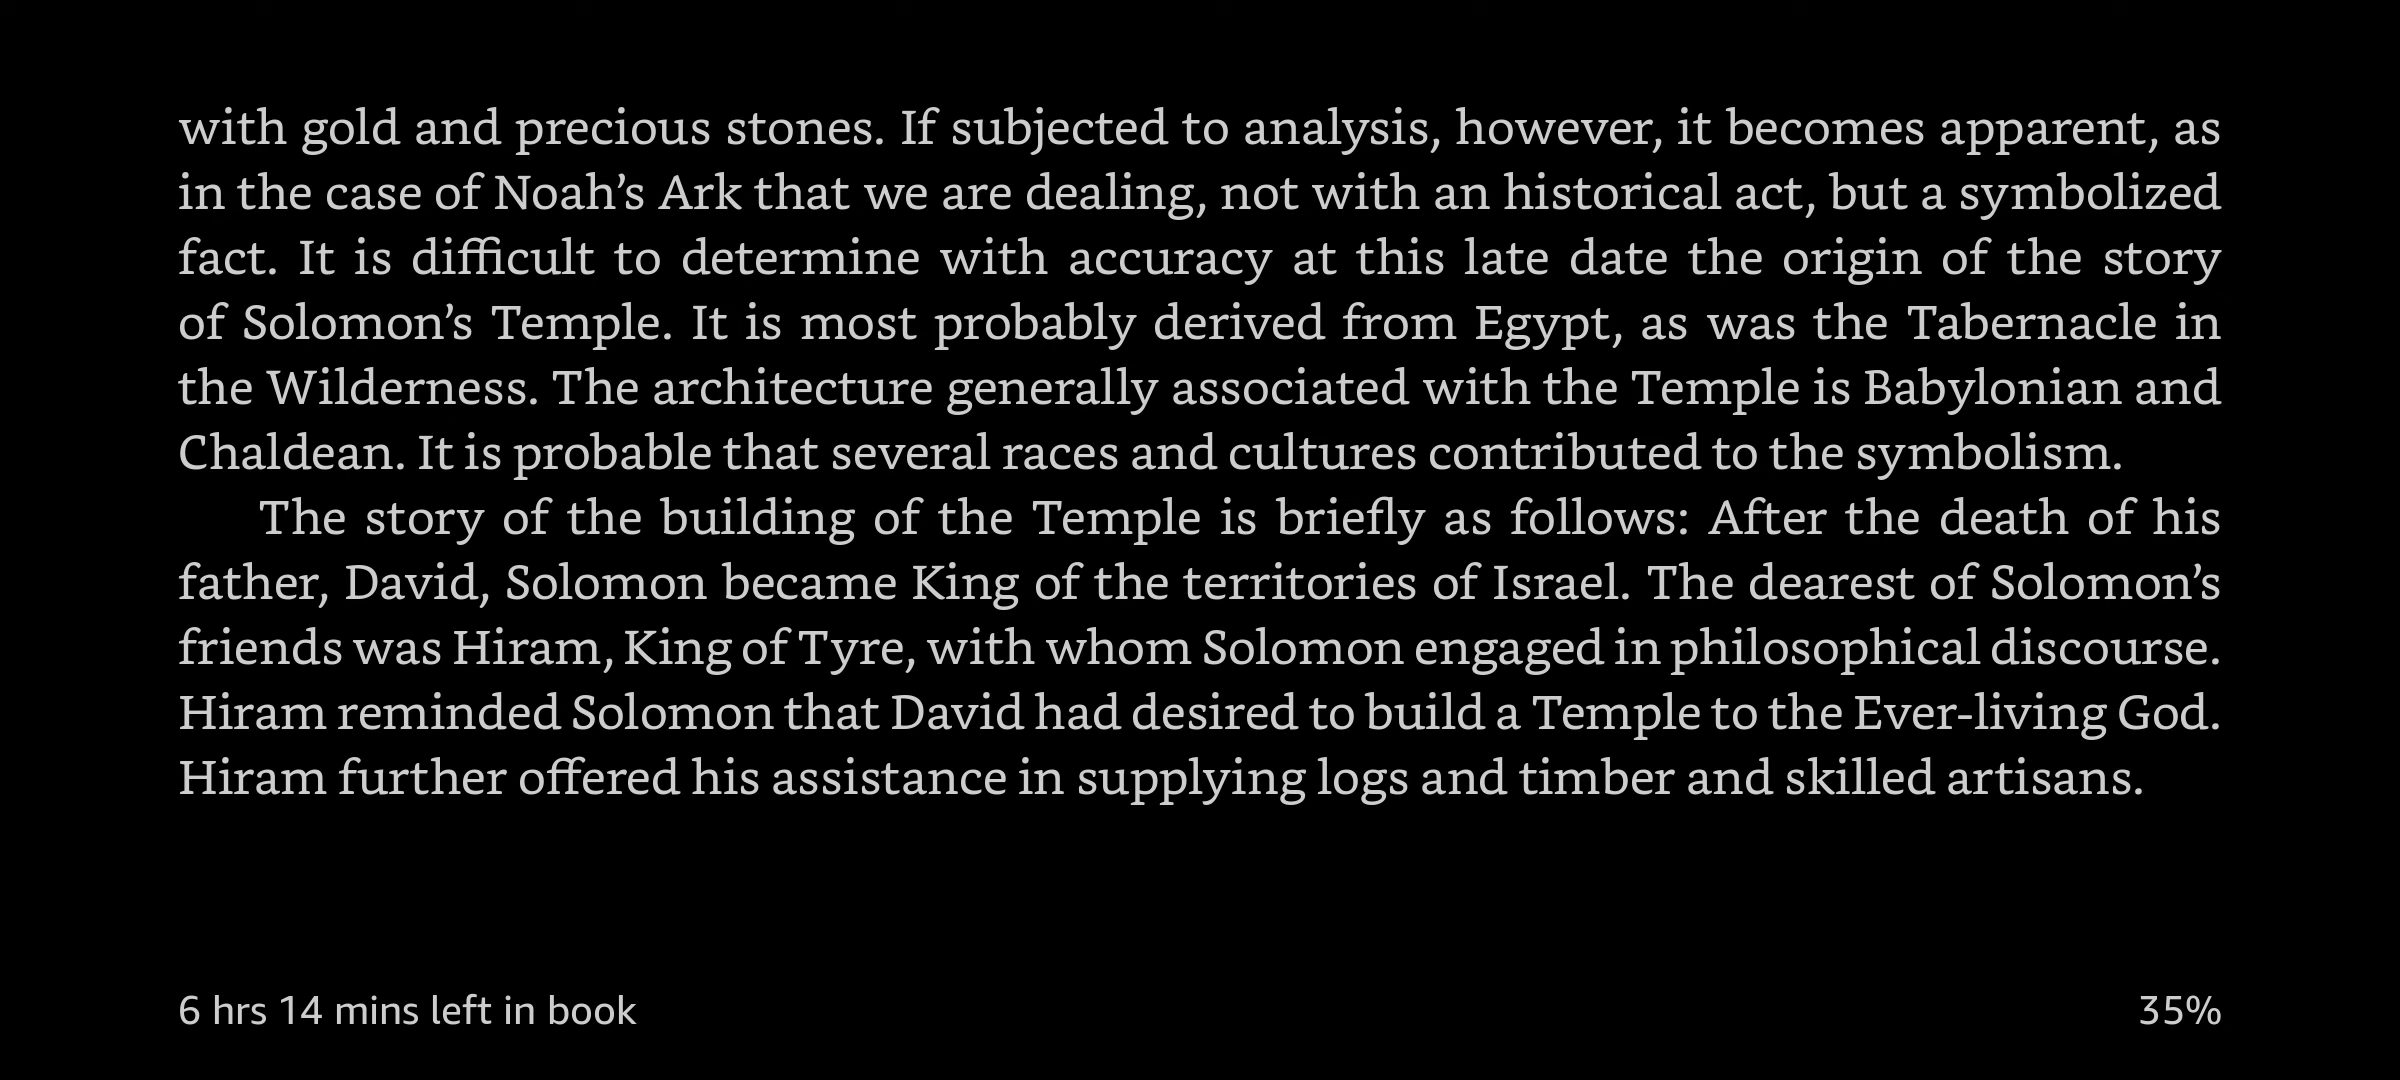 with gold and precious stones. If subjected to analysis, however, it becomes apparent, as
in the case of Noah’s Ark that we are dealing, not with an historical act, but a symbolized
fact. It is difficult to determine with accuracy at this late date the origin of the story
of Solomon’s Temple. It is most probably derived from Egypt, as was the Tabernacle in
the Wilderness. The architecture generally associated with the Temple is Babylonian and
Chaldean. It is probable that several races and cultures contributed to the symbolism.
The story of the building of the Temple is briefly as follows: After the death of his
father, David, Solomon became King of the territories of Israel. The dearest of Solomon’s
friends was Hiram, King of Tyre, with whom Solomon engaged in philosophical discourse.
Hiram reminded Solomon that David had desired to build a Temple to the Ever-living God.
Hiram further offered his assistance in supplying logs and timber and skilled artisans.
6 hrs 14 mins left in book
35%